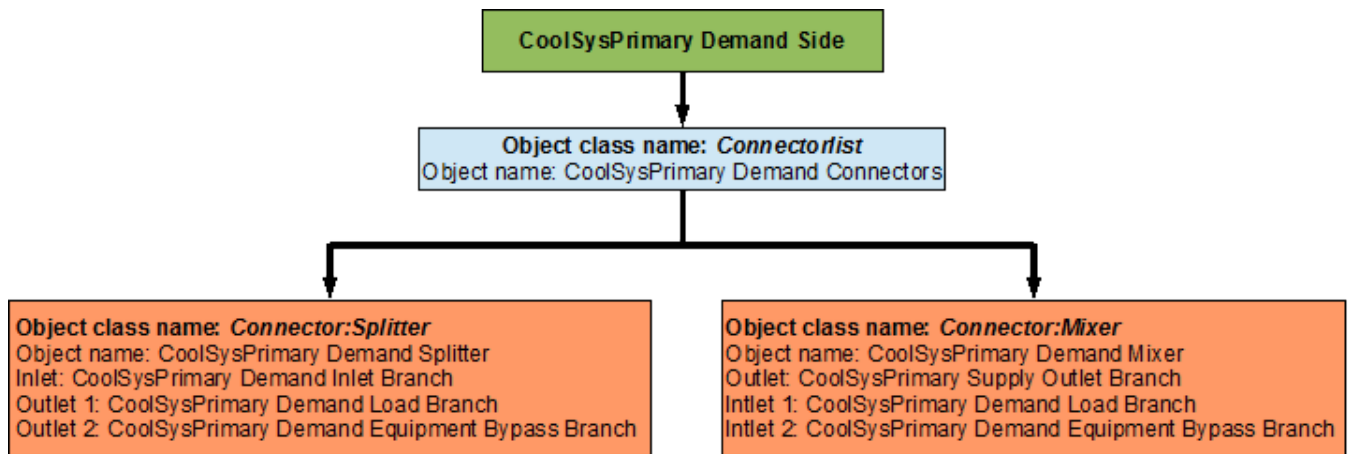 CoolSysPrimary Demand Side
Object class name: Connectorlist
Object name: CoolSysPrimary Demand Connectors
Object class name: Connector:Splitter
Object name: CoolSysPrimary Demand Splitter
Inlet: CoolSysPrimary Demand Inlet Branch
Outlet 1: CoolSysPrimary Demand Load Branch
Outlet 2: CoolSysPrimary Demand Equipment Bypass Branch
Object class name: Connector:Mixer
Object name: CoolSysPrimary Demand Mixer
Outlet: CoolSysPrimary Supply Outlet Branch
Intlet 1: CoolSysPrimary Demand Load Branch
Intlet 2: CoolSysPrimary Demand Equipment Bypass Branch